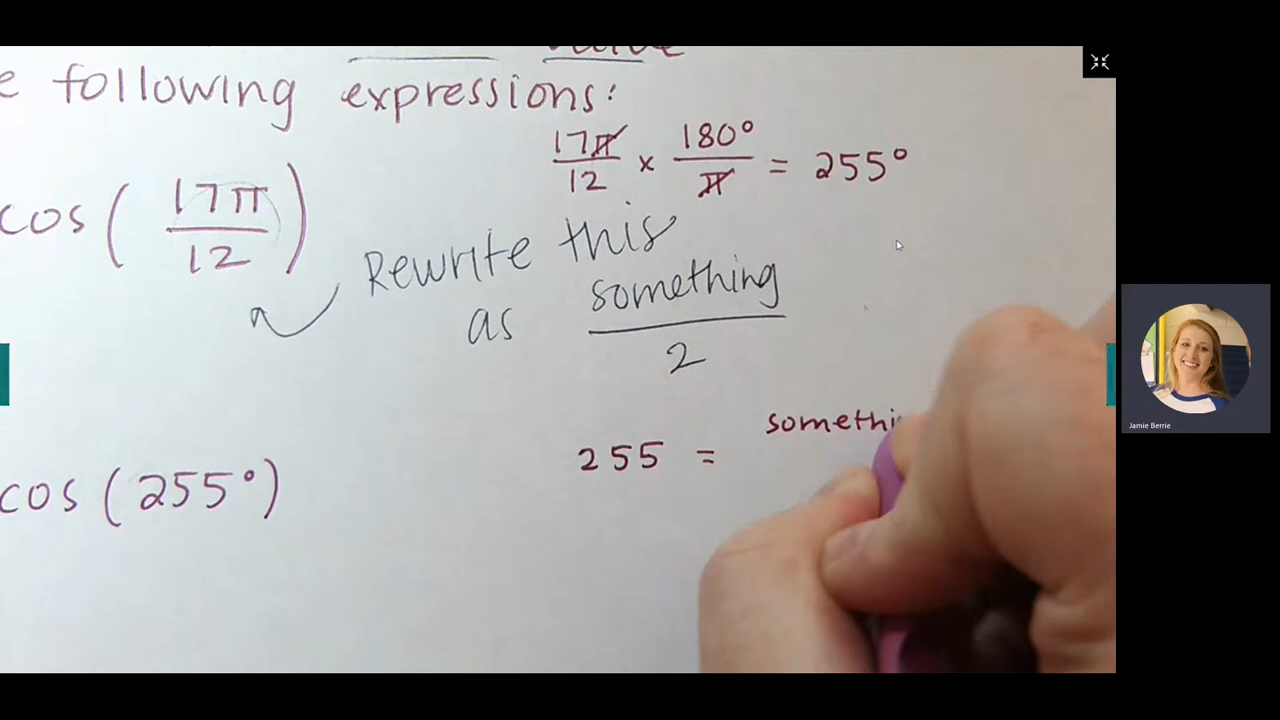 e following expressions:
17π/12 × 180°/π = 255°
cos(17π/12)
Rewrite this
as something/2
255 = somethi
cos(255°)
Jamie Berrie